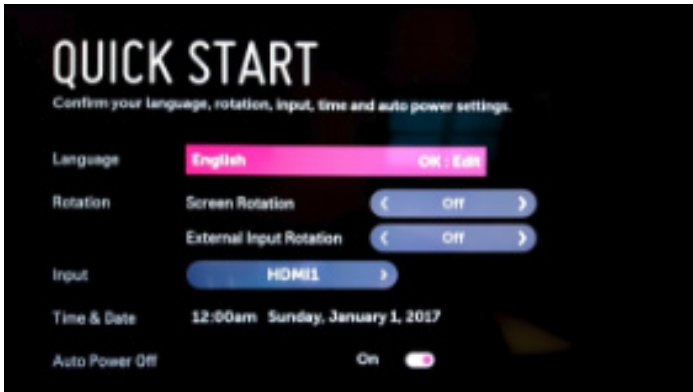 QUICK START
Confirm your language, rotation, input, time and auto power settings.
Language English OK : Edit
Rotation Screen Rotation Off
External Input Rotation Off
Input HDMI1
Time & Date 12:00am Sunday, January 1, 2017
Auto Power Off On